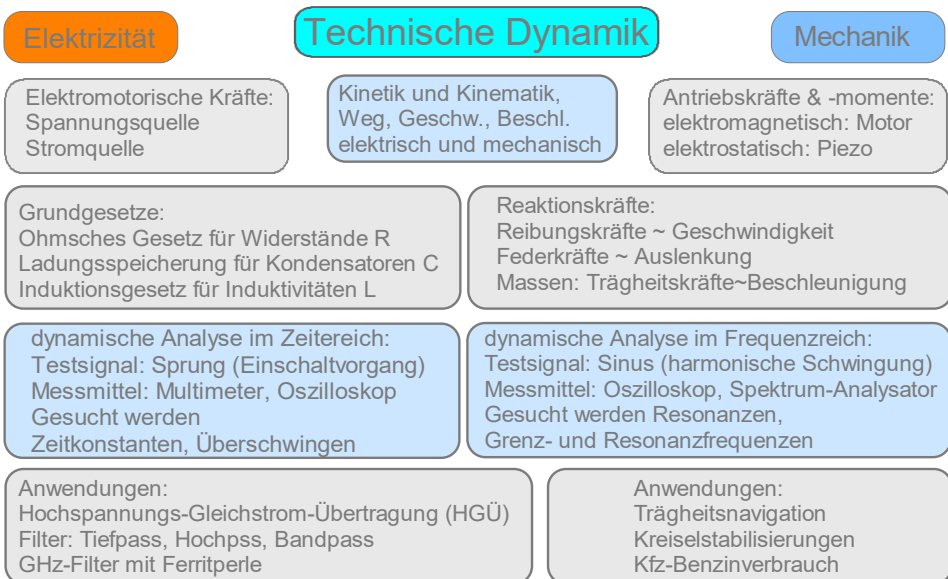 Elektrizität
Technische Dynamik
Mechanik
Elektromotorische Kräfte:
Spannungsquelle
Stromquelle
Kinetik und Kinematik,
Weg, Geschw., Beschl.
elektrisch und mechanisch
Antriebskräfte & -momente:
elektromagnetisch: Motor
elektrostatisch: Piezo
Grundgesetze:
Ohmsches Gesetz für Widerstände R
Ladungsspeicherung für Kondensatoren C
Induktionsgesetz für Induktivitäten L
Reaktionskräfte:
Reibungskräfte ~ Geschwindigkeit
Federkräfte ~ Auslenkung
Massen: Trägheitskräfte~Beschleunigung
dynamische Analyse im Zeitereich:
Testsignal: Sprung (Einschaltvorgang)
Messmittel: Multimeter, Oszilloskop
Gesucht werden
Zeitkonstanten, Überschwingen
dynamische Analyse im Frequenzreich:
Testsignal: Sinus (harmonische Schwingung)
Messmittel: Oszilloskop, Spektrum-Analysator
Gesucht werden Resonanzen,
Grenz- und Resonanzfrequenzen
Anwendungen:
Hochspannungs-Gleichstrom-Übertragung (HGÜ)
Filter: Tiefpass, Hochpss, Bandpass
GHz-Filter mit Ferritperle
Anwendungen:
Trägheitsnavigation
Kreiselstabilisierungen
Kfz-Benzinverbrauch